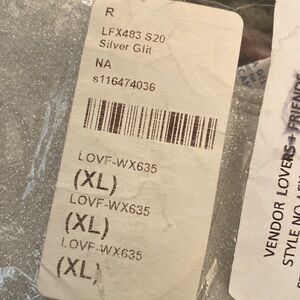 R
LFX483 S20
Silver Glit
NA
s116474036
LOVF-WX635
(XL)
LOVF-WX635
(XL)
LOVF-WX635
(XL)
VENDOR LOVERS + FRIENDS
STYLE NO.